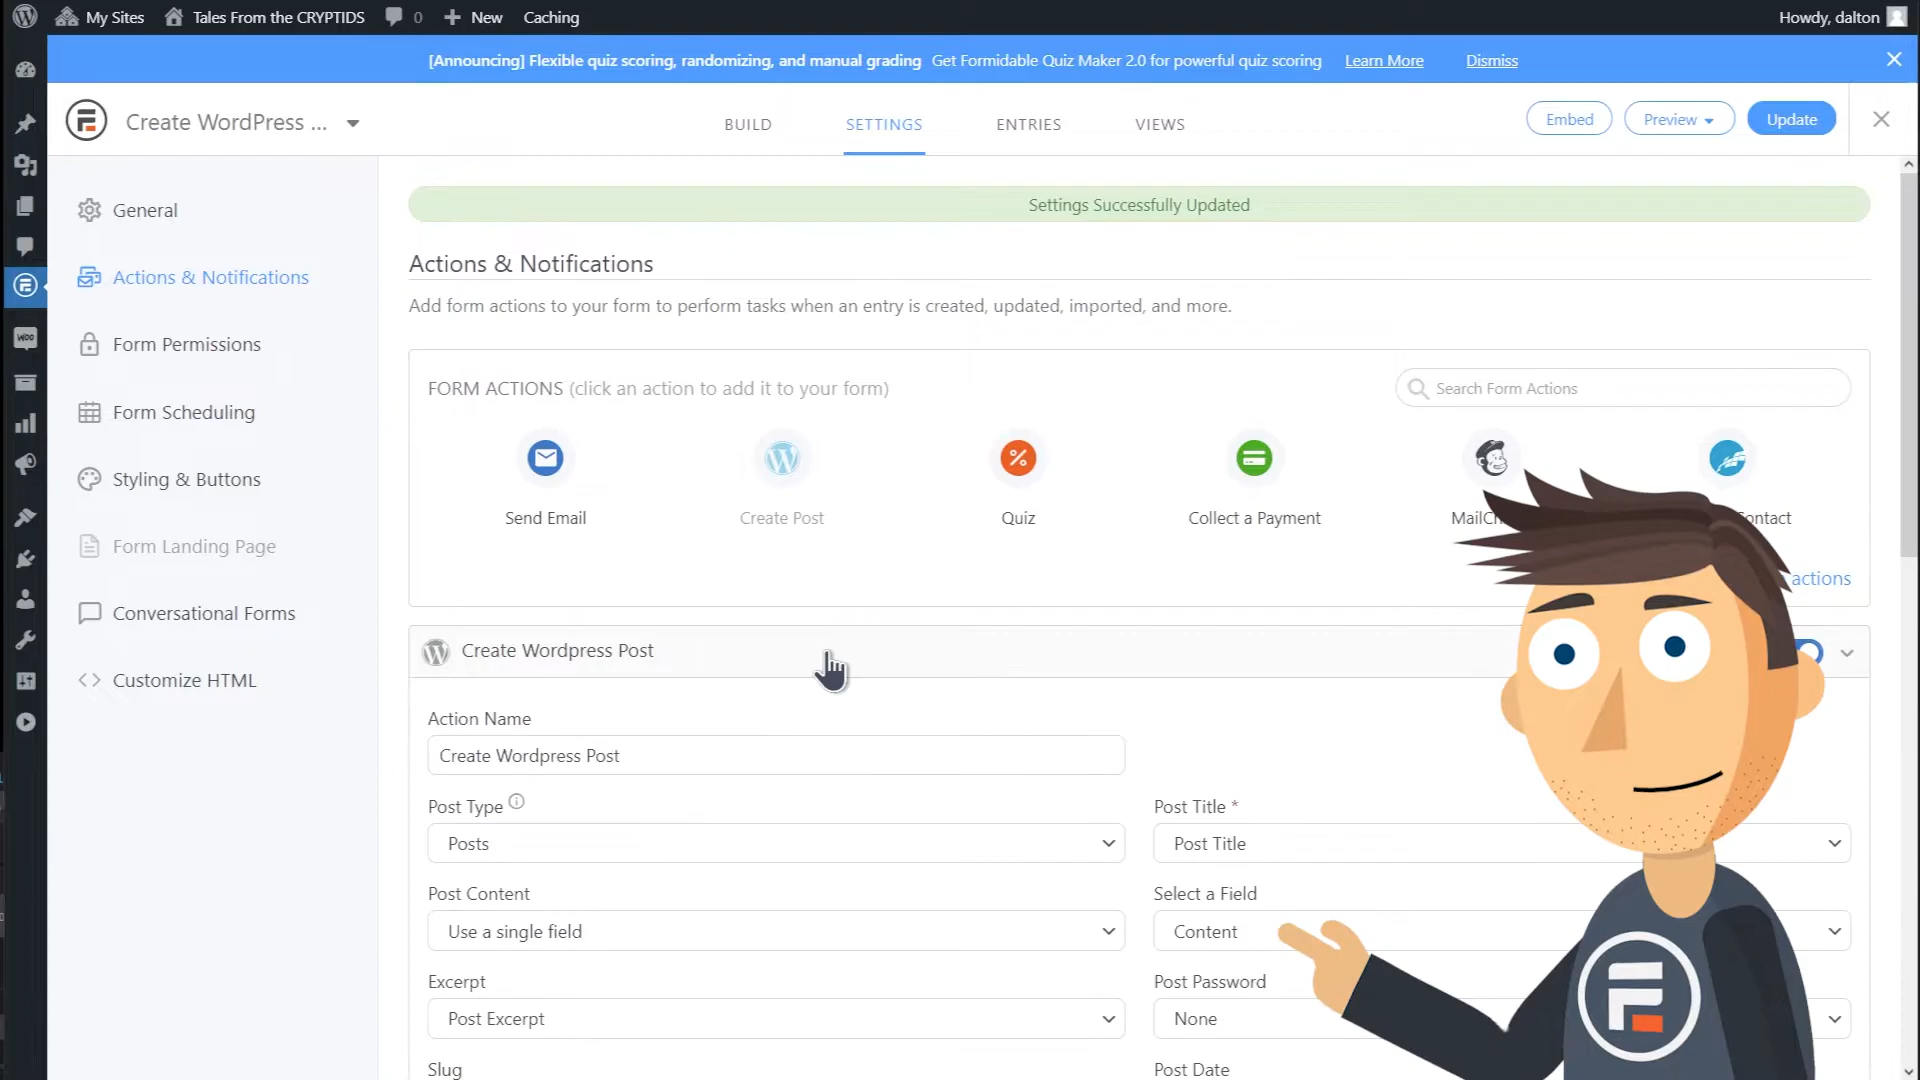 My Sites Tales From the CRYPTIDS 0 New Caching Howdy, dalton
[Announcing] Flexible quiz scoring, randomizing, and manual grading Get Formidable Quiz Maker 2.0 for powerful quiz scoring Learn More Dismiss
Create WordPress ... BUILD SETTINGS ENTRIES VIEWS Embed Preview Update
General
Actions & Notifications
Form Permissions
Form Scheduling
Styling & Buttons
Form Landing Page
Conversational Forms
Customize HTML
Woo
Settings Successfully Updated
Actions & Notifications
Add form actions to your form to perform tasks when an entry is created, updated, imported, and more.
FORM ACTIONS (click an action to add it to your form) Search Form Actions
Send Email Create Post Quiz Collect a Payment
actions
Create Wordpress Post
Action Name
Create Wordpress Post
Post Type Post Title *
Posts Post Title
Post Content Select a Field
Use a single field Content
Excerpt Post Password
Post Excerpt None
Slug Post Date